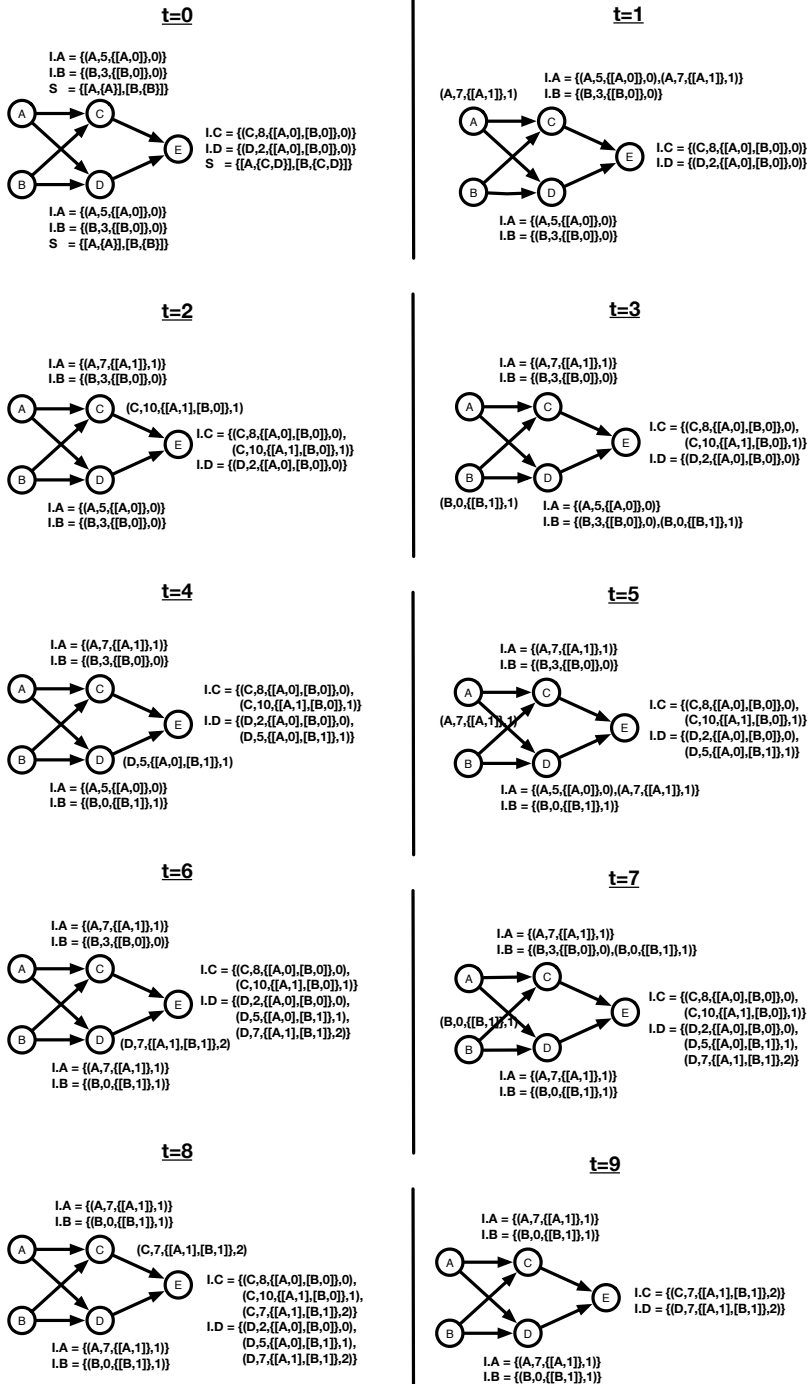 t=0
I.A = {(A,5,{[A,0]},0)}
I.B = {(B,3,{[B,0]},0)}
S = {[A,{A}],[B,{B}]}
A
C
E
B
D
I.C = {(C,8,{[A,0],[B,0]},0)}
I.D = {(D,2,{[A,0],[B,0]},0)}
S = {[A,{C,D}],[B,{C,D}]}
I.A = {(A,5,{[A,0]},0)}
I.B = {(B,3,{[B,0]},0)}
S = {[A,{A}],[B,{B}]}
t=1
I.A = {(A,5,{[A,0]},0),(A,7,{[A,1]},1)}
I.B = {(B,3,{[B,0]},0)}
(A,7,{[A,1]},1)
A
C
E
B
D
I.C = {(C,8,{[A,0],[B,0]},0)}
I.D = {(D,2,{[A,0],[B,0]},0)}
I.A = {(A,5,{[A,0]},0)}
I.B = {(B,3,{[B,0]},0)}
t=2
I.A = {(A,7,{[A,1]},1)}
I.B = {(B,3,{[B,0]},0)}
A
C
(C,10,{[A,1],[B,0]},1)
E
B
D
I.C = {(C,8,{[A,0],[B,0]},0),
(C,10,{[A,1],[B,0]},1)}
I.D = {(D,2,{[A,0],[B,0]},0)}
I.A = {(A,5,{[A,0]},0)}
I.B = {(B,3,{[B,0]},0)}
t=3
I.A = {(A,7,{[A,1]},1)}
I.B = {(B,3,{[B,0]},0)}
A
C
E
B
D
I.C = {(C,8,{[A,0],[B,0]},0),
(C,10,{[A,1],[B,0]},1)}
I.D = {(D,2,{[A,0],[B,0]},0)}
(B,0,{[B,1]},1)
I.A = {(A,5,{[A,0]},0)}
I.B = {(B,3,{[B,0]},0),(B,0,{[B,1]},1)}
t=4
I.A = {(A,7,{[A,1]},1)}
I.B = {(B,3,{[B,0]},0)}
A
C
E
B
D
I.C = {(C,8,{[A,0],[B,0]},0),
(C,10,{[A,1],[B,0]},1)}
I.D = {(D,2,{[A,0],[B,0]},0),
(D,5,{[A,0],[B,1]},1)}
(D,5,{[A,0],[B,1]},1)
I.A = {(A,5,{[A,0]},0)}
I.B = {(B,0,{[B,1]},1)}
t=5
I.A = {(A,7,{[A,1]},1)}
I.B = {(B,3,{[B,0]},0)}
A
C
(A,7,{[A,1]},1)
E
B
D
I.C = {(C,8,{[A,0],[B,0]},0),
(C,10,{[A,1],[B,0]},1)}
I.D = {(D,2,{[A,0],[B,0]},0),
(D,5,{[A,0],[B,1]},1)}
I.A = {(A,5,{[A,0]},0),(A,7,{[A,1]},1)}
I.B = {(B,0,{[B,1]},1)}
t=6
I.A = {(A,7,{[A,1]},1)}
I.B = {(B,3,{[B,0]},0)}
A
C
E
B
D
I.C = {(C,8,{[A,0],[B,0]},0),
(C,10,{[A,1],[B,0]},1)}
I.D = {(D,2,{[A,0],[B,0]},0),
(D,5,{[A,0],[B,1]},1),
(D,7,{[A,1],[B,1]},2)}
(D,7,{[A,1],[B,1]},2)
I.A = {(A,7,{[A,1]},1)}
I.B = {(B,0,{[B,1]},1)}
t=7
I.A = {(A,7,{[A,1]},1)}
I.B = {(B,3,{[B,0]},0),(B,0,{[B,1]},1)}
A
C
E
(B,0,{[B,1]},1)
B
D
I.C = {(C,8,{[A,0],[B,0]},0),
(C,10,{[A,1],[B,0]},1)}
I.D = {(D,2,{[A,0],[B,0]},0),
(D,5,{[A,0],[B,1]},1),
(D,7,{[A,1],[B,1]},2)}
I.A = {(A,7,{[A,1]},1)}
I.B = {(B,0,{[B,1]},1)}
t=8
I.A = {(A,7,{[A,1]},1)}
I.B = {(B,0,{[B,1]},1)}
A
C
(C,7,{[A,1],[B,1]},2)
E
B
D
I.C = {(C,8,{[A,0],[B,0]},0),
(C,10,{[A,1],[B,0]},1),
(C,7,{[A,1],[B,1]},2)}
I.D = {(D,2,{[A,0],[B,0]},0),
(D,5,{[A,0],[B,1]},1),
(D,7,{[A,1],[B,1]},2)}
I.A = {(A,7,{[A,1]},1)}
I.B = {(B,0,{[B,1]},1)}
t=9
I.A = {(A,7,{[A,1]},1)}
I.B = {(B,0,{[B,1]},1)}
A
C
E
B
D
I.C = {(C,7,{[A,1],[B,1]},2)}
I.D = {(D,7,{[A,1],[B,1]},2)}
I.A = {(A,7,{[A,1]},1)}
I.B = {(B,0,{[B,1]},1)}